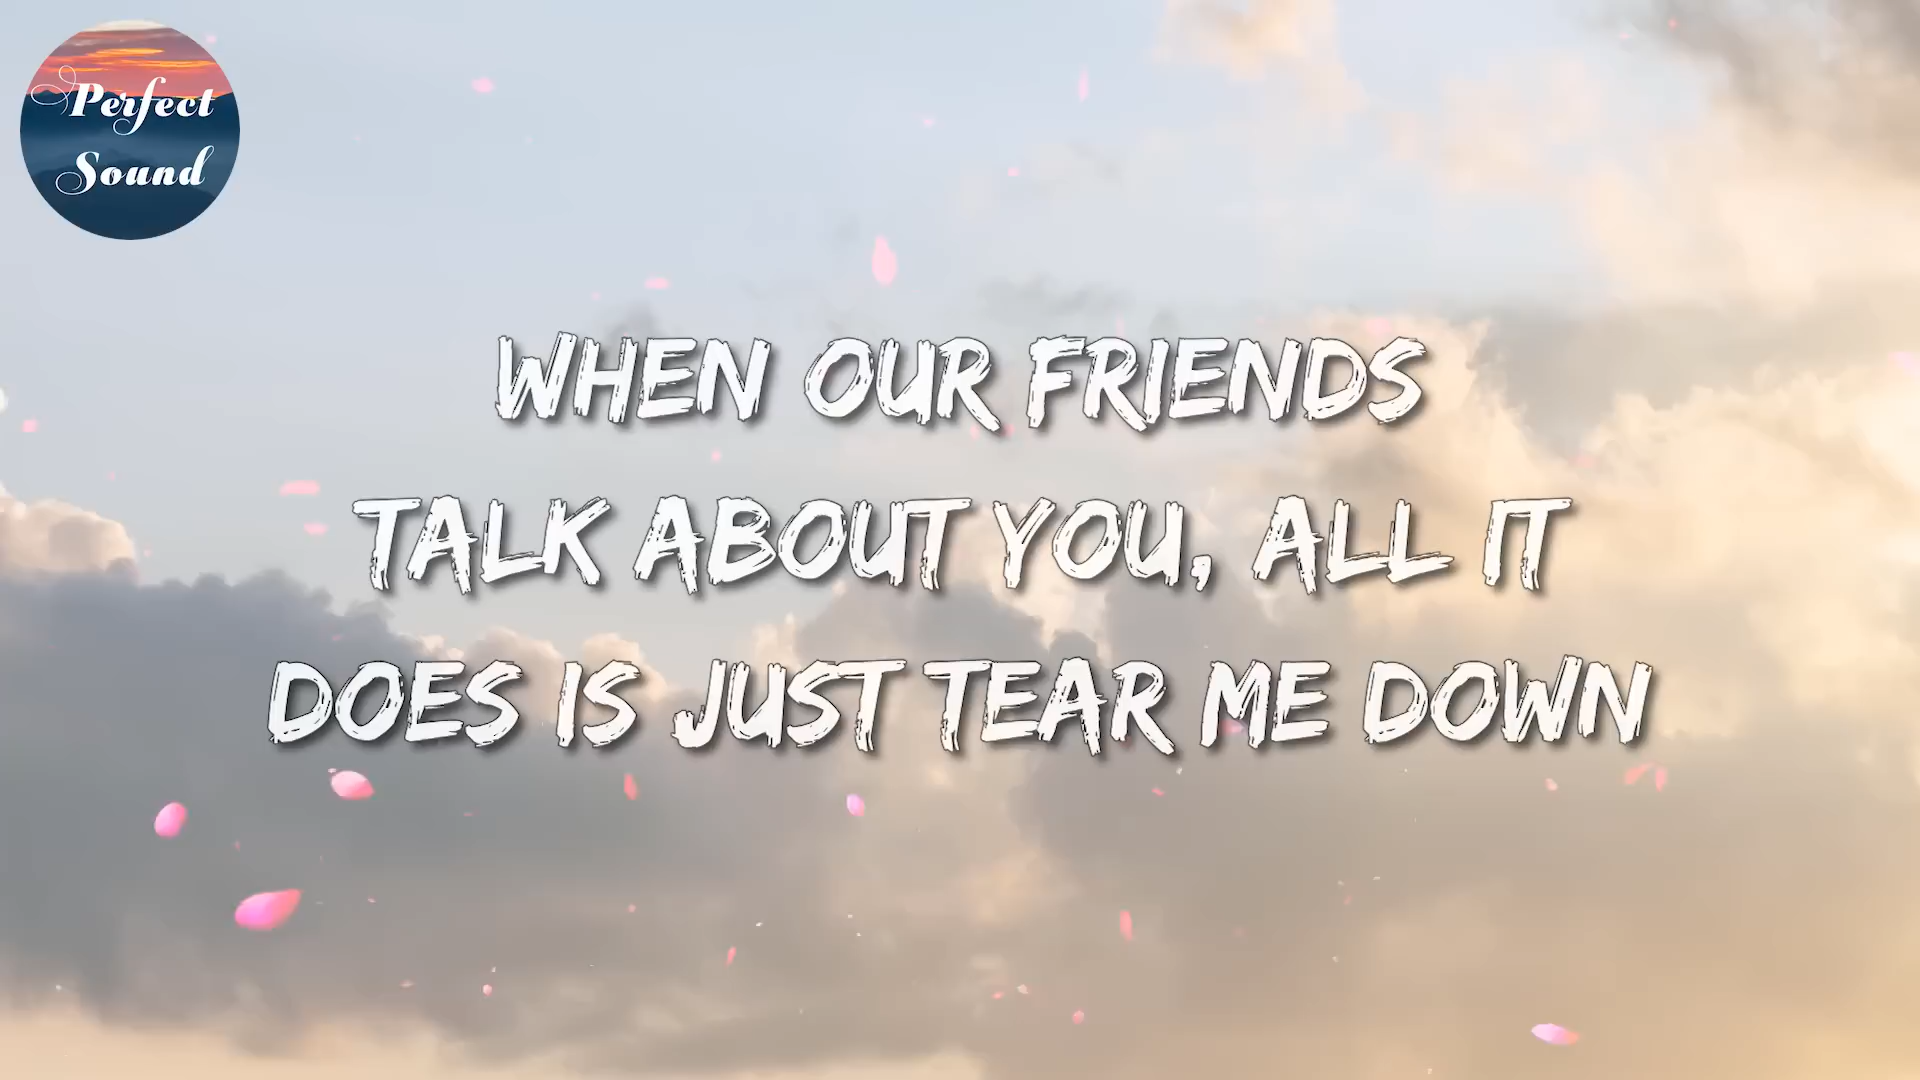 Perfect
Sound
WHEN OUR FRIENDS
TALK ABOUT YOU, ALL IT
DOES IS JUST TEAR ME DOWN